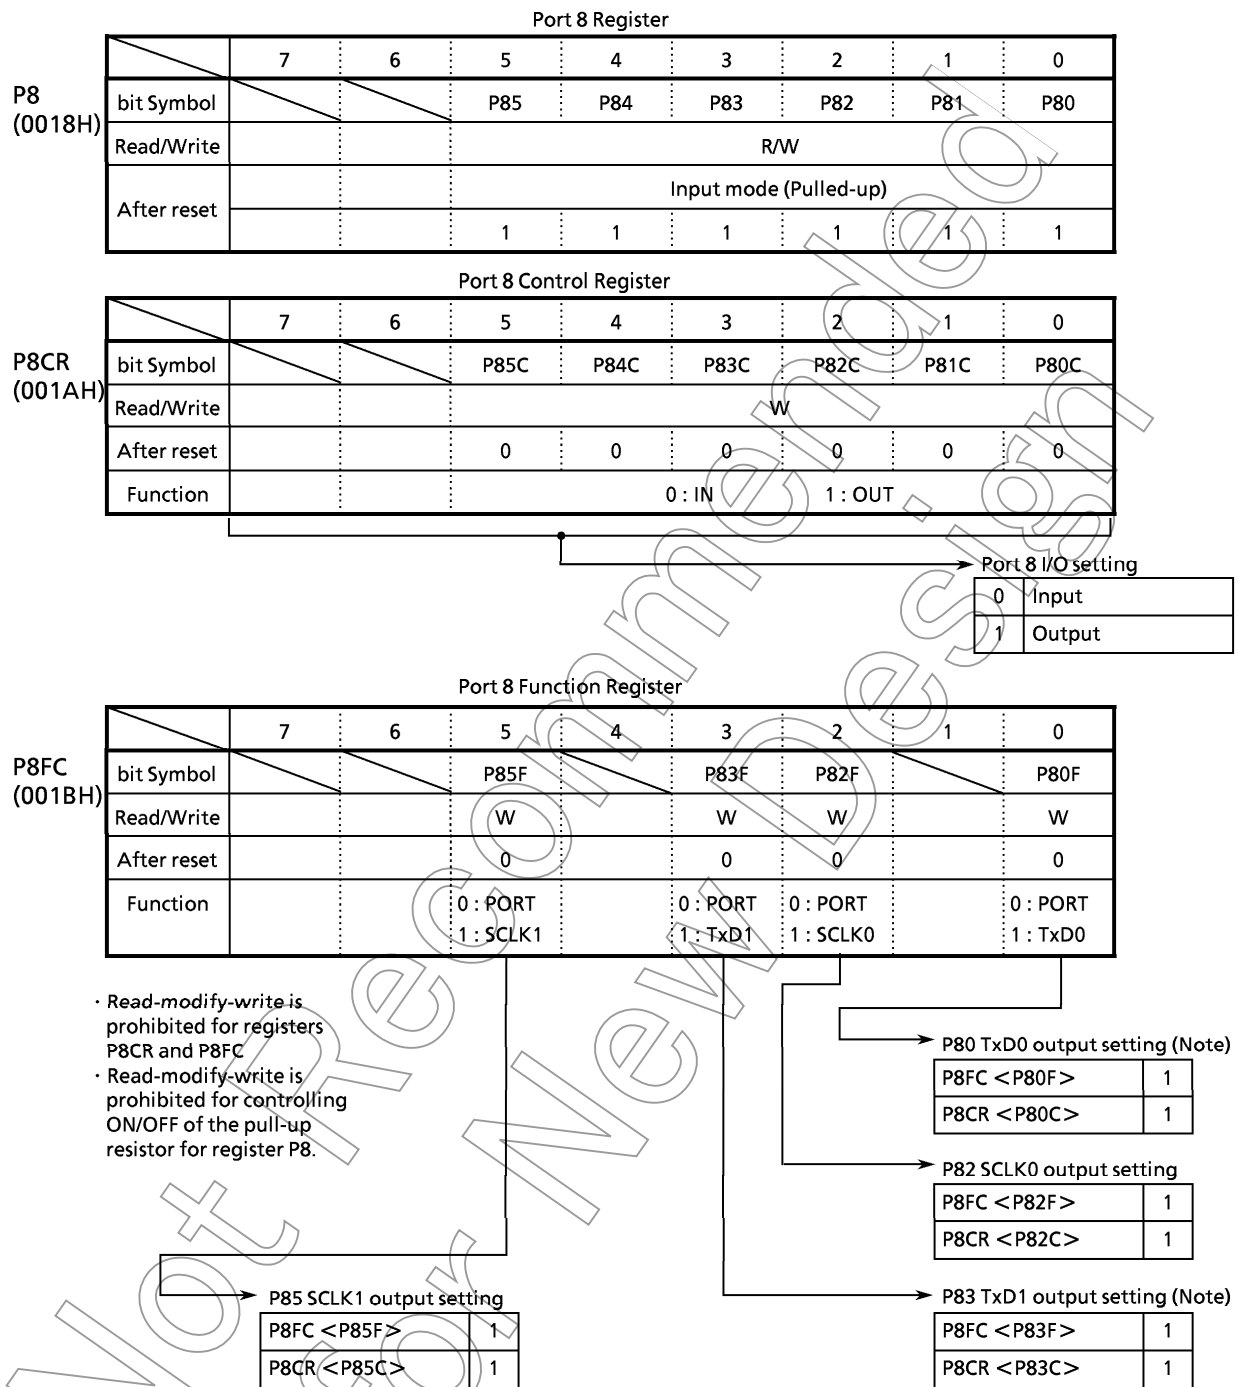 Port 8 Register
7 6 5 4 3 2 1 0
P8
(0018H)
bit Symbol P85 P84 P83 P82 P81 P80
Read/Write R/W
After reset Input mode (Pulled-up)
1 1 1 1 1 1
Port 8 Control Register
7 6 5 4 3 2 1 0
P8CR
(001AH)
bit Symbol P85C P84C P83C P82C P81C P80C
Read/Write W
After reset 0 0 0 0 0 0
Function 0 : IN 1 : OUT
Port 8 I/O setting
0 Input
1 Output
Port 8 Function Register
7 6 5 4 3 2 1 0
P8FC
(001BH)
bit Symbol P85F P83F P82F P80F
Read/Write W W W W
After reset 0 0 0 0
Function 0 : PORT 0 : PORT 0 : PORT 0 : PORT
1 : SCLK1 1 : TxD1 1 : SCLK0 1 : TxD0
· Read-modify-write is
prohibited for registers
P8CR and P8FC
· Read-modify-write is
prohibited for controlling
ON/OFF of the pull-up
resistor for register P8.
P80 TxD0 output setting (Note)
P8FC <P80F> 1
P8CR <P80C> 1
P82 SCLK0 output setting
P8FC <P82F> 1
P8CR <P82C> 1
P85 SCLK1 output setting
P8FC <P85F> 1
P8CR <P85C> 1
P83 TxD1 output setting (Note)
P8FC <P83F> 1
P8CR <P83C> 1
Not Recommended
for New Design